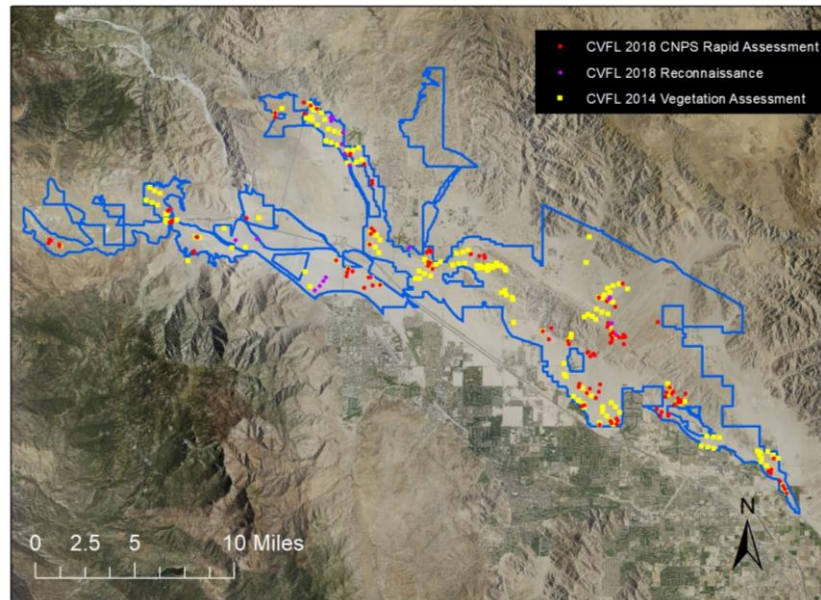 CVFL 2018 CNPS Rapid Assessment
CVFL 2018 Reconnaissance
CVFL 2014 Vegetation Assessment
N
0 2.5 5 10 Miles